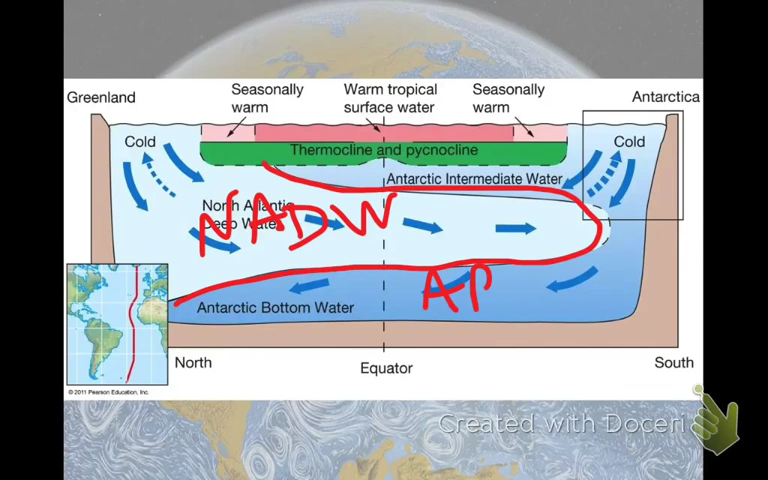 Greenland
Seasonally
warm
Warm tropical
surface water
Seasonally
warm
Antarctica
Cold
Thermocline and pycnocline
Cold
Antarctic Intermediate Water
North Atlantic
Deep Water
NADW
AP
Antarctic Bottom Water
North
Equator
South
© 2011 Pearson Education, Inc.
Created with Doceri